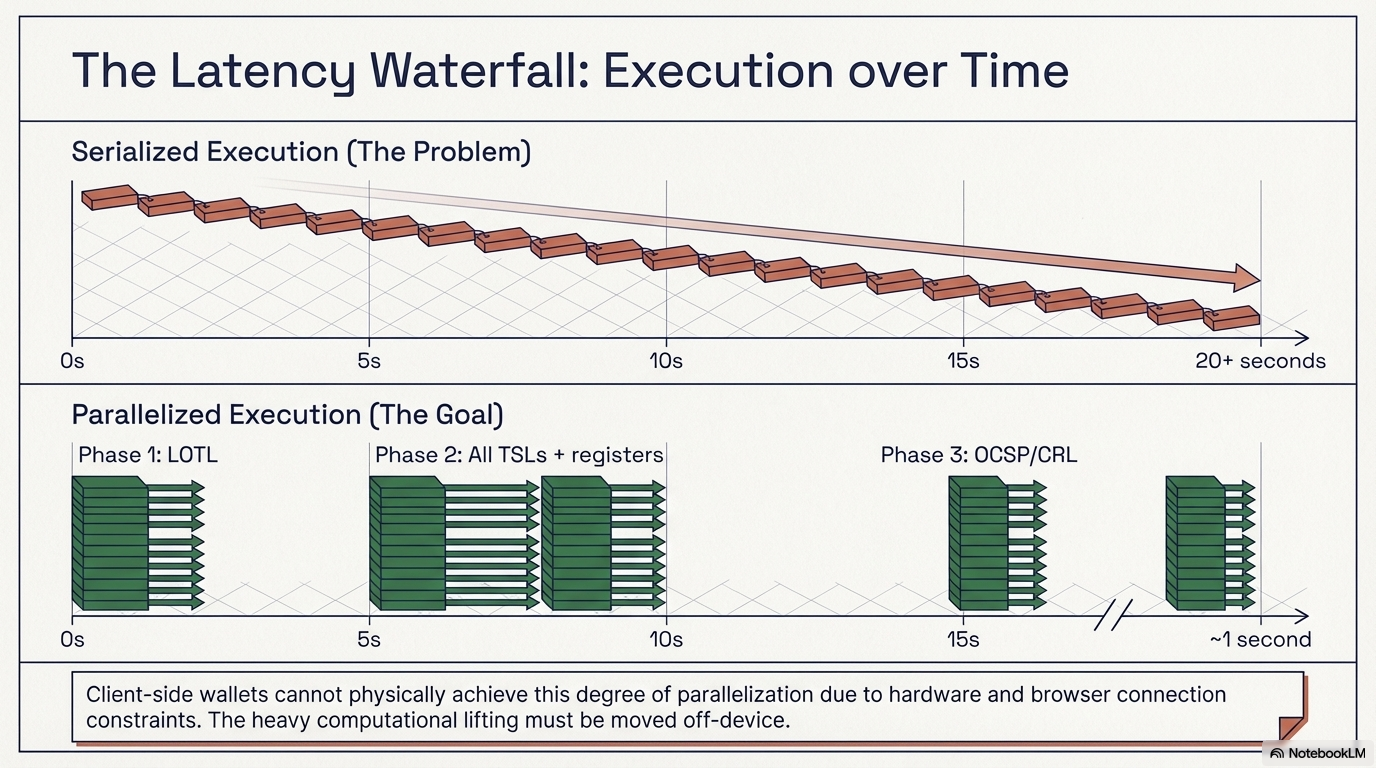 The Latency Waterfall: Execution over Time
Serialized Execution (The Problem)
0s
5s
10s
15s
20+ seconds
Parallelized Execution (The Goal)
Phase 1: LOTL
Phase 2: All TSLs + registers
Phase 3: OCSP/CRL
0s
5s
10s
15s
~1 second
Client-side wallets cannot physically achieve this degree of parallelization due to hardware and browser connection
constraints. The heavy computational lifting must be moved off-device.
NotebookLM